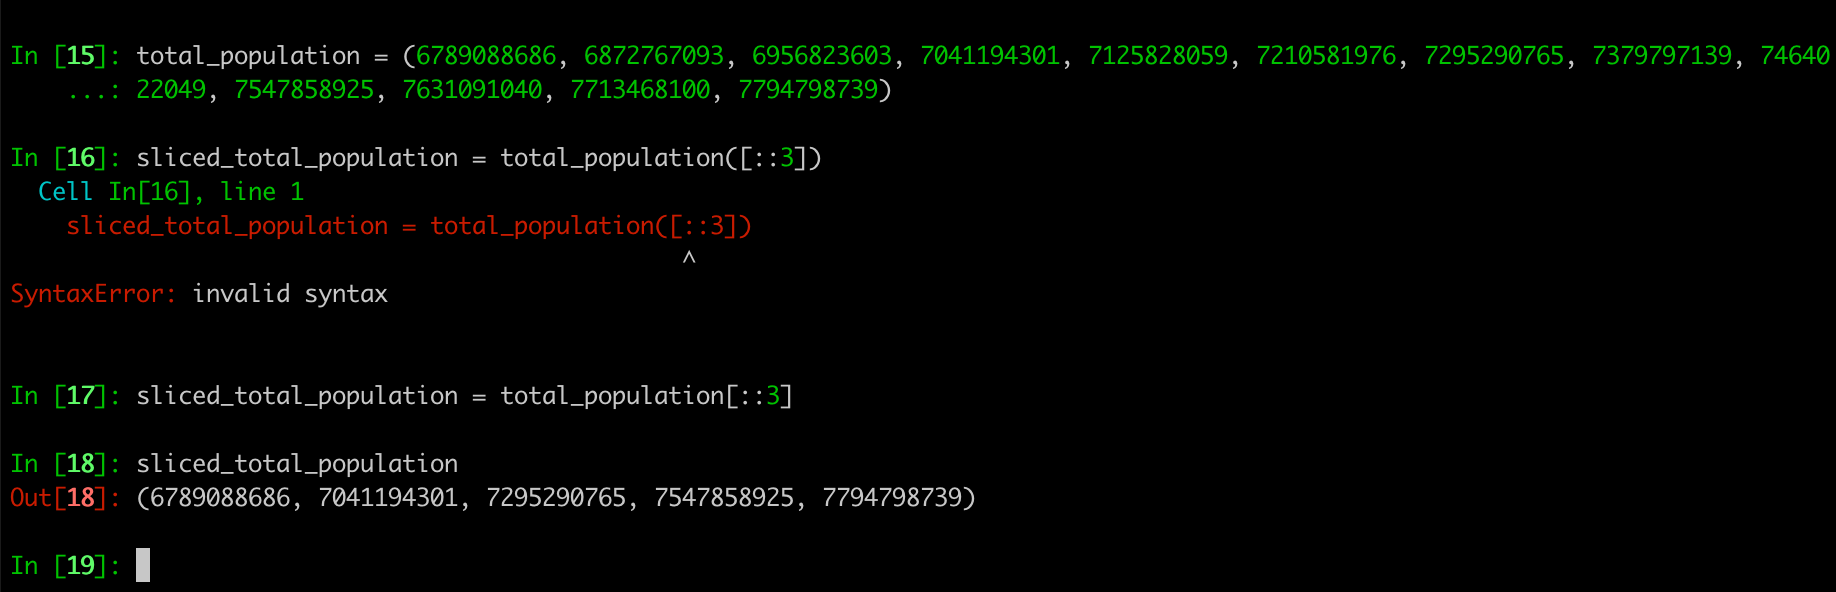 In [15]: total_population = (6789088686, 6872767093, 6956823603, 7041194301, 7125828059, 7210581976, 7295290765, 7379797139, 74640
...: 22049, 7547858925, 7631091040, 7713468100, 7794798739)
In [16]: sliced_total_population = total_population([::3])
Cell In[16], line 1
sliced_total_population = total_population([::3])
^
SyntaxError: invalid syntax
In [17]: sliced_total_population = total_population[::3]
In [18]: sliced_total_population
Out[18]: (6789088686, 7041194301, 7295290765, 7547858925, 7794798739)
In [19]: